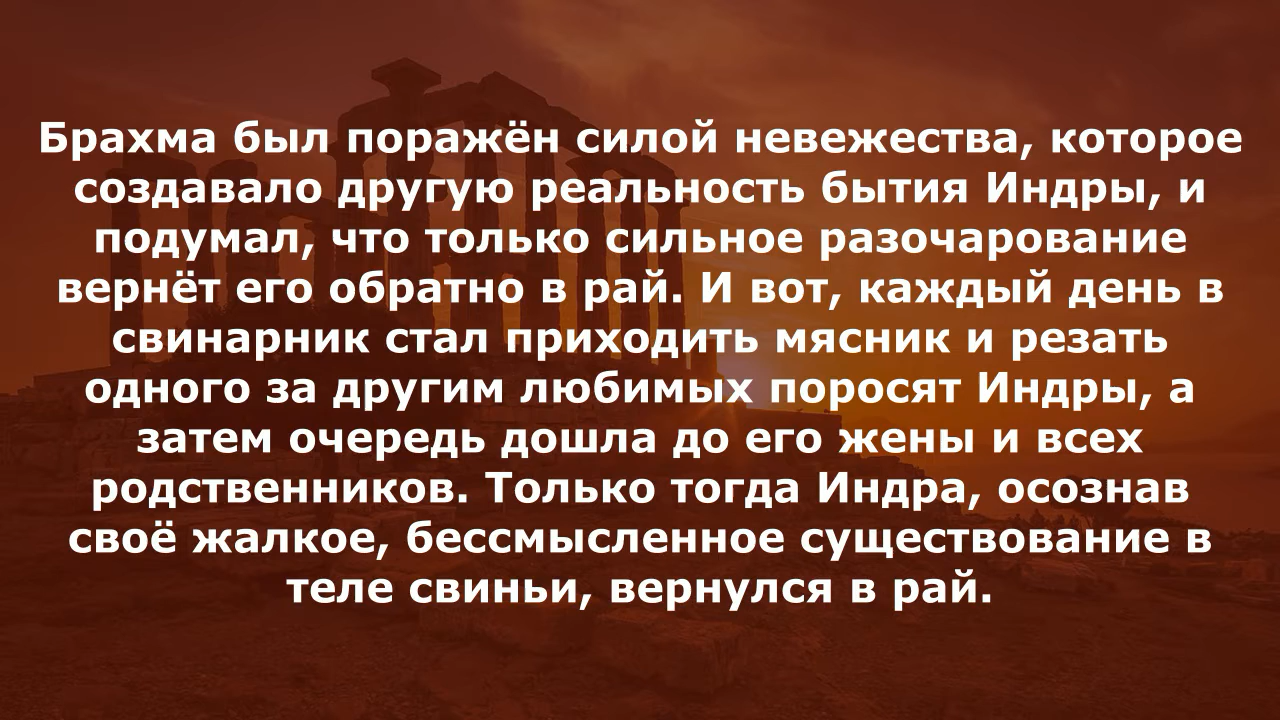 Брахма был поражён силой невежества, которое
создавало другую реальность бытия Индры, и
подумал, что только сильное разочарование
вернёт его обратно в рай. И вот, каждый день в
свинарник стал приходить мясник и резать
одного за другим любимых поросят Индры, а
затем очередь дошла до его жены и всех
родственников. Только тогда Индра, осознав
своё жалкое, бессмысленное существование в
теле свиньи, вернулся в рай.